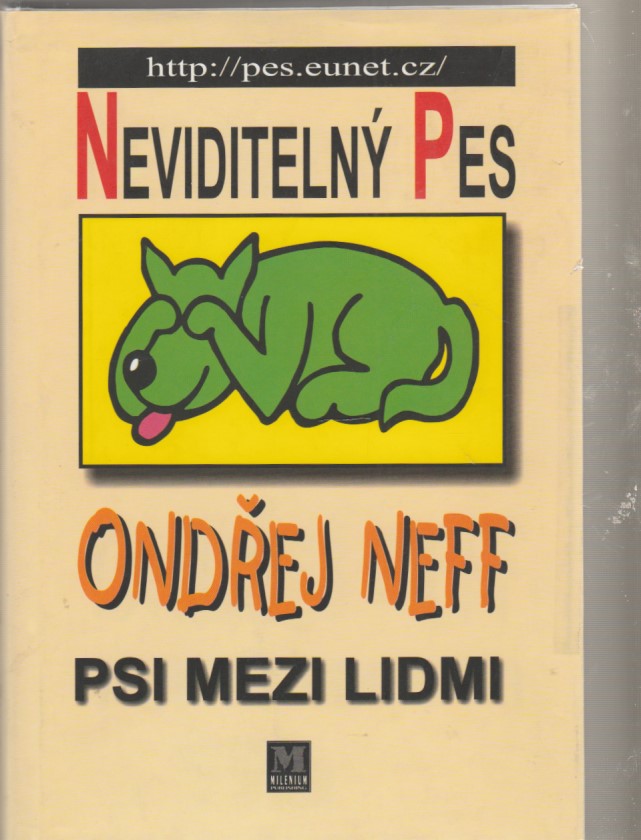 http://pes.eunet.cz/
NEVIDITELNÝ PES
ONDŘEJ NEFF
PSI MEZI LIDMI
M
MILENIUM
PUBLISHING